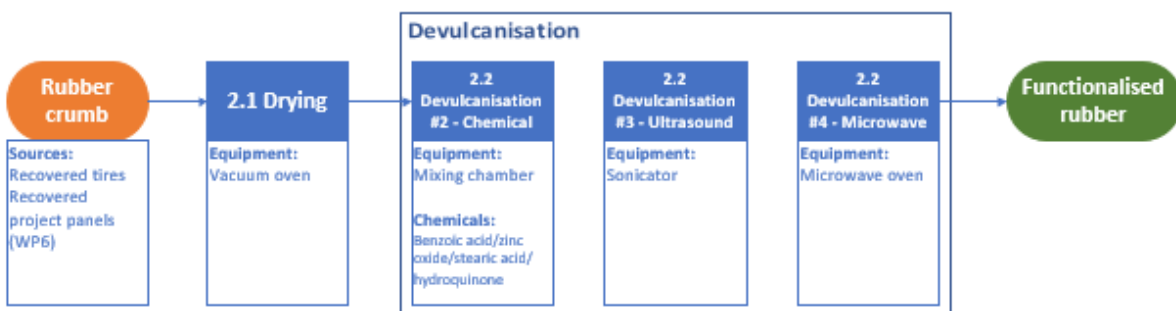 Devulcanisation
Rubber
crumb
Sources:
Recovered tires
Recovered
project panels
(WP6)
2.1 Drying
Equipment:
Vacuum oven
2.2
Devulcanisation
#2 - Chemical
Equipment:
Mixing chamber
Chemicals:
Benzoic acid/zinc
oxide/stearic acid/
hydroquinone
2.2
Devulcanisation
#3 - Ultrasound
Equipment:
Sonicator
2.2
Devulcanisation
#4 - Microwave
Equipment:
Microwave oven
Functionalised
rubber